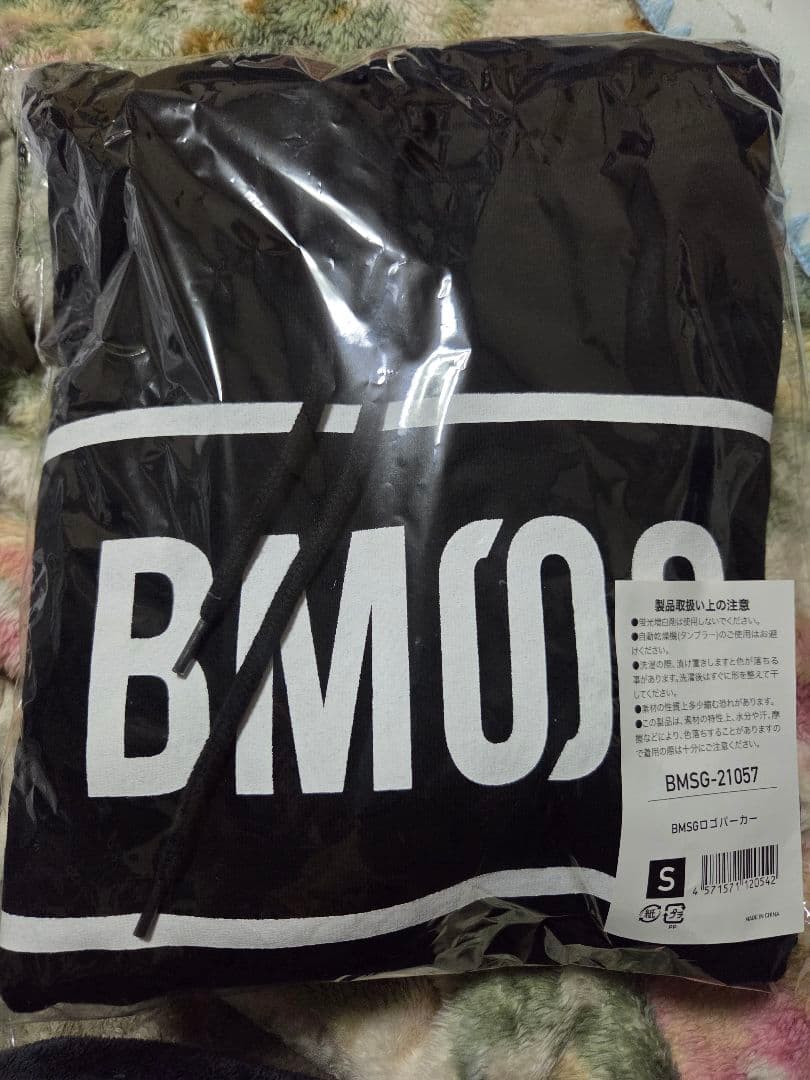 BMSG
製品取扱い上の注意
●蛍光増白剤は使用しないでください。
●自動乾燥機(タンブラー)のご使用はお避
けください。
●洗濯の際、漬け置きしますと色が落ちる
事があります。洗濯後はすぐに形を整えて干
してください。
●素材の性質上多少縮む恐れがあります。
●この製品は、素材の特性上、水分や汗、摩
擦などにより、色落ちすることがありますの
で着用の際は十分にご注意ください。
BMSG-21057
BMSGロゴパーカー
S
4 571571 120542
紙 プラ
PP
MADE IN CHINA